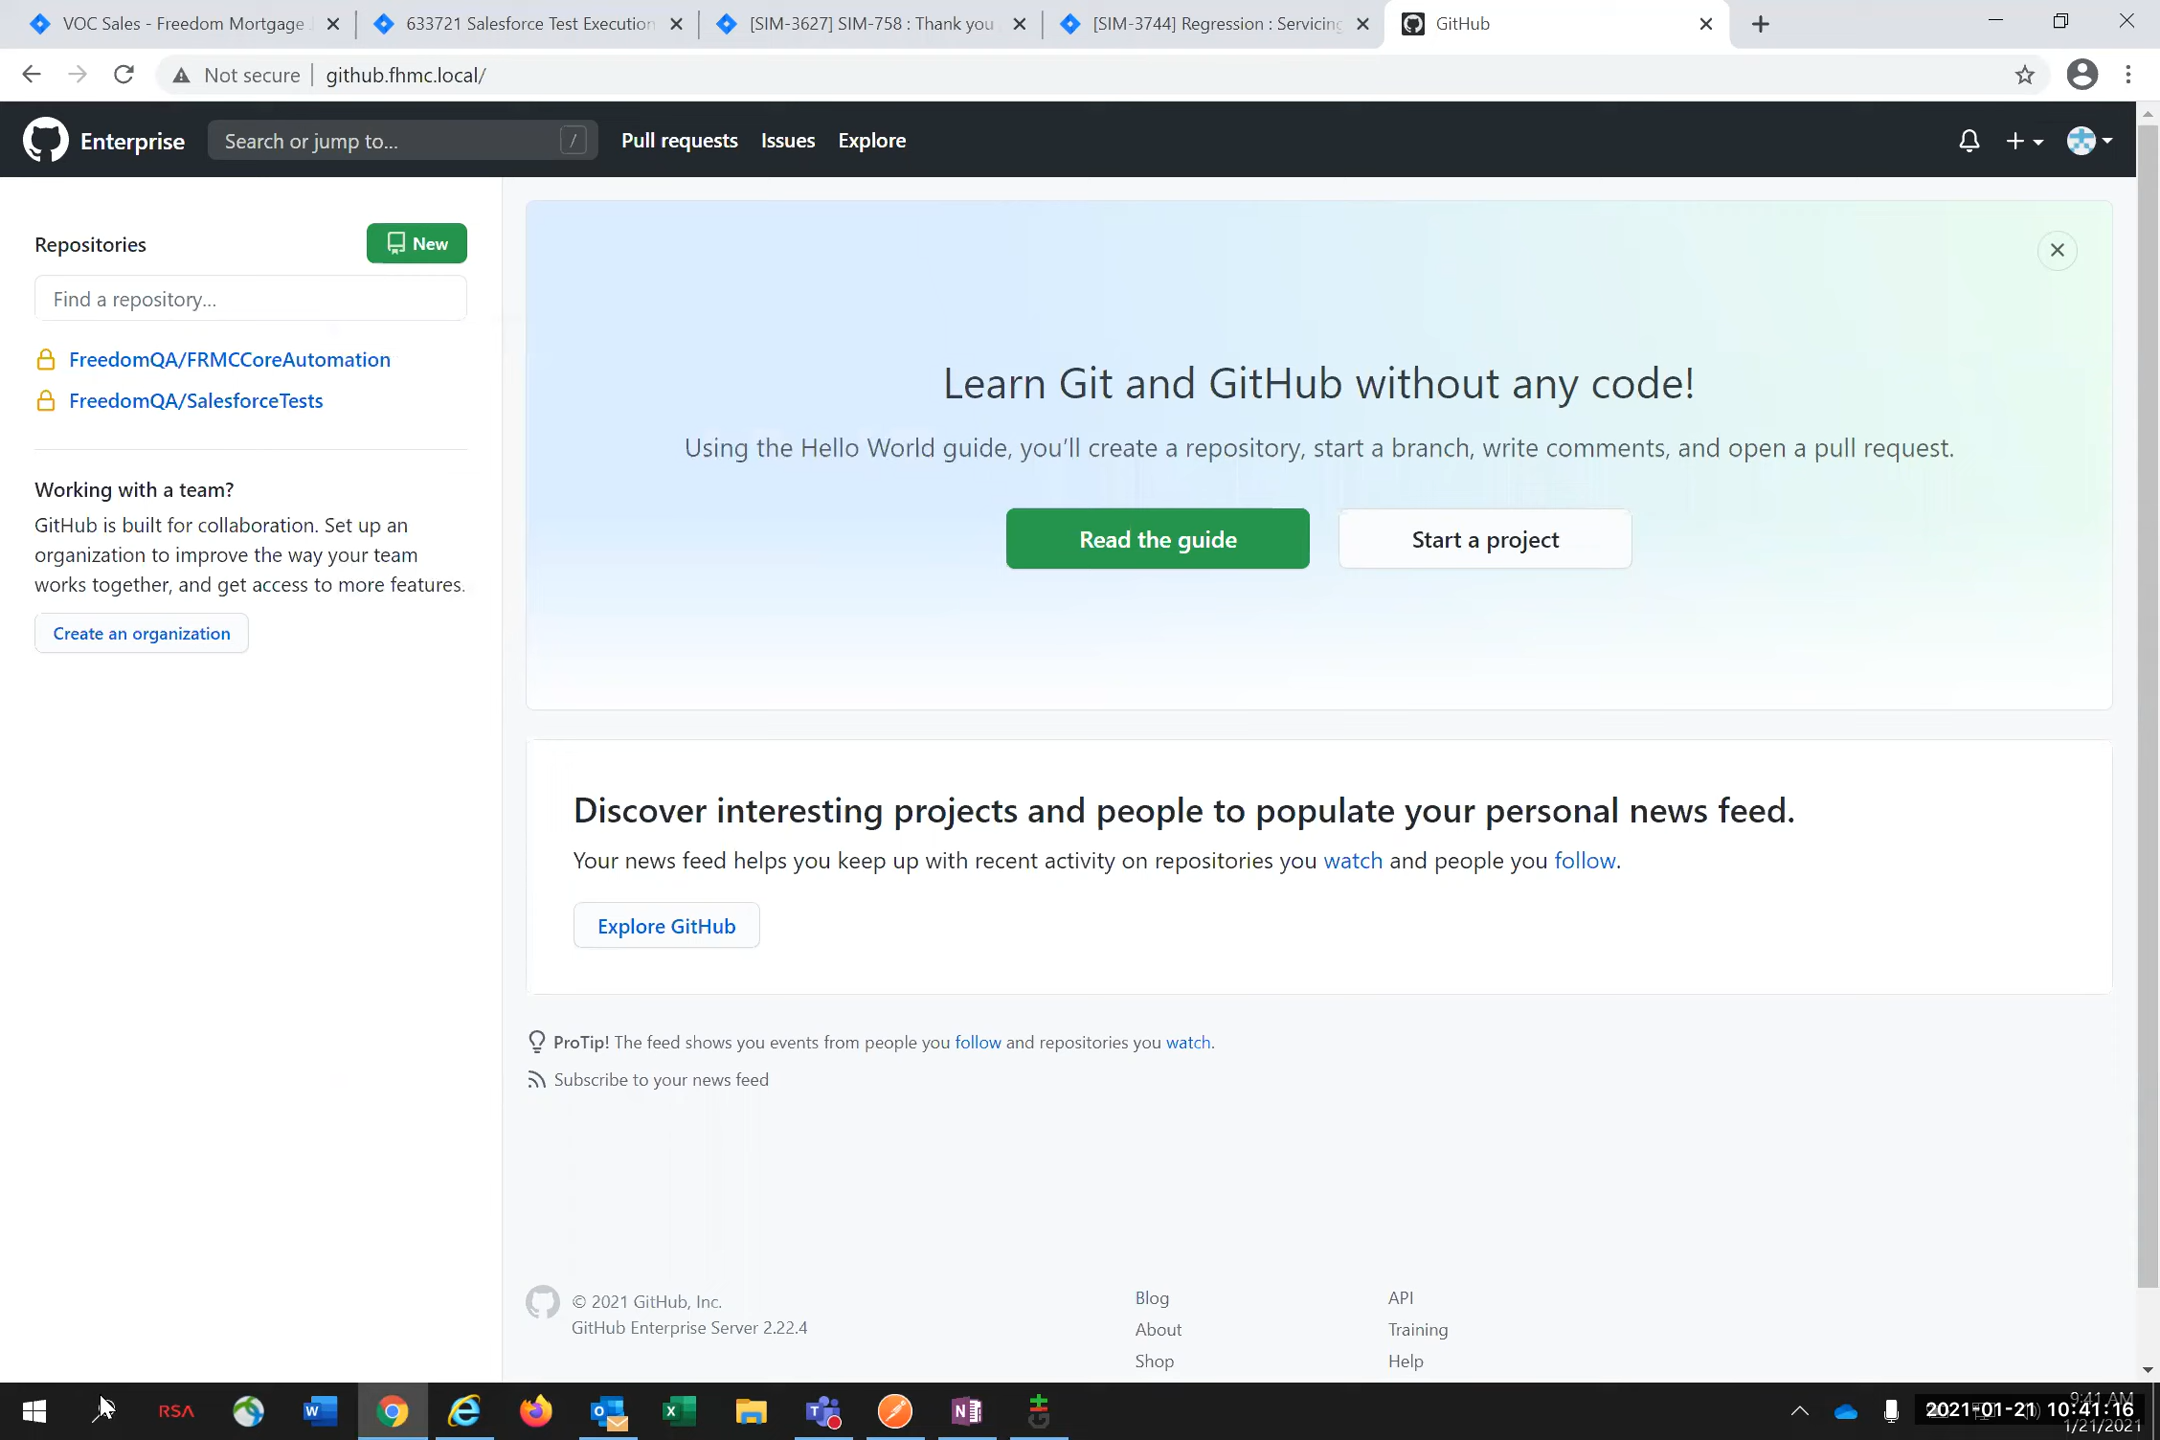 VOC Sales - Freedom Mortgage J
633721 Salesforce Test Execution
[SIM-3627] SIM-758 : Thank you
[SIM-3744] Regression : Servicing
GitHub
Not secure
github.fhmc.local/
Enterprise
Search or jump to...
/
Pull requests
Issues
Explore
Repositories
New
Find a repository...
FreedomQA/FRMCCoreAutomation
FreedomQA/SalesforceTests
Working with a team?
GitHub is built for collaboration. Set up an
organization to improve the way your team
works together, and get access to more features.
Create an organization
Learn Git and GitHub without any code!
Using the Hello World guide, you’ll create a repository, start a branch, write comments, and open a pull request.
Read the guide
Start a project
Discover interesting projects and people to populate your personal news feed.
Your news feed helps you keep up with recent activity on repositories you watch and people you follow.
Explore GitHub
ProTip! The feed shows you events from people you follow and repositories you watch.
Subscribe to your news feed
© 2021 GitHub, Inc.
GitHub Enterprise Server 2.22.4
Blog
About
Shop
API
Training
Help
RSA
9:41 AM
2021-01-21 10:41:16
1/21/2021